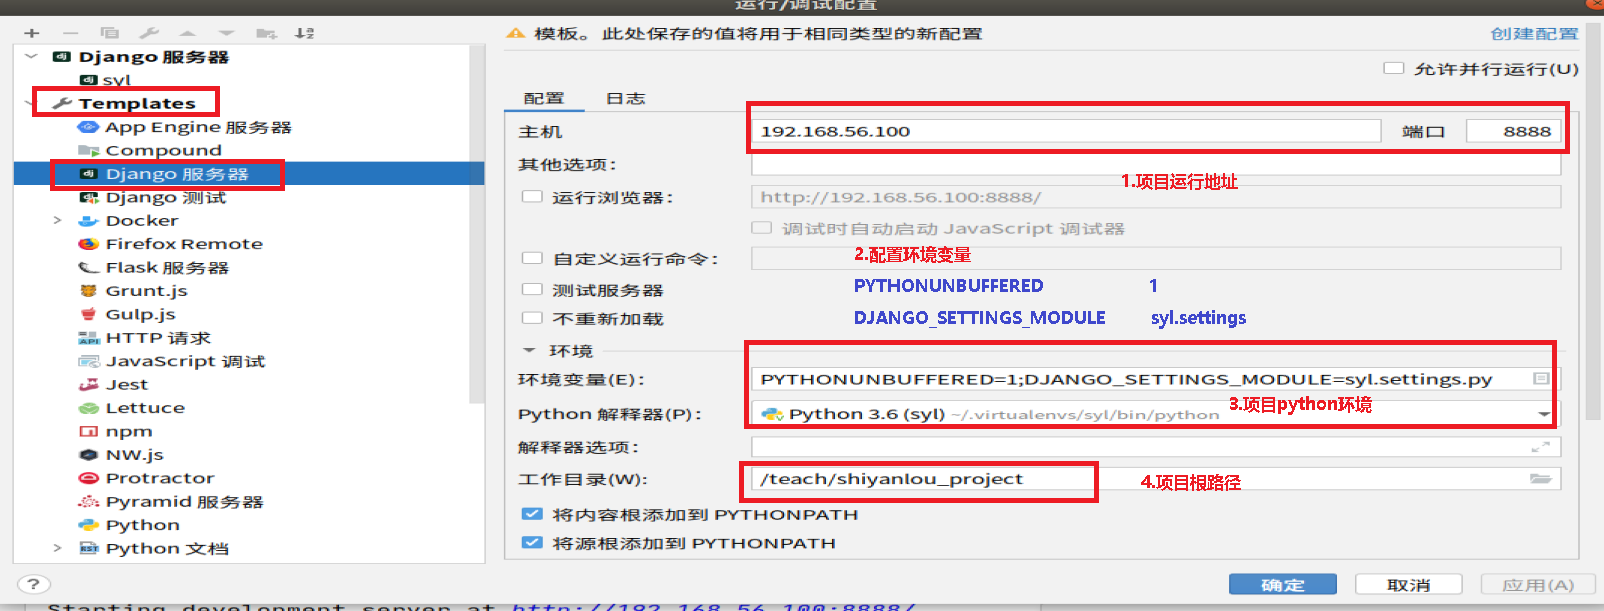 运行/调试配置
模板。此处保存的值将用于相同类型的新配置
创建配置
允许并行运行(U)
Django 服务器
syl
Templates
App Engine 服务器
Compound
Django 服务器
Django 测试
Docker
Firefox Remote
Flask 服务器
Grunt.js
Gulp.js
HTTP 请求
JavaScript 调试
Jest
Lettuce
npm
NW.js
Protractor
Pyramid 服务器
Python
Python 文档
配置 日志
主机 192.168.56.100 端口 8888
其他选项:
1.项目运行地址
运行浏览器: http://192.168.56.100:8888/
调试时自动启动 JavaScript 调试器
自定义运行命令: 2.配置环境变量
测试服务器 PYTHONUNBUFFERED 1
不重新加载 DJANGO_SETTINGS_MODULE syl.settings
环境
环境变量(E): PYTHONUNBUFFERED=1;DJANGO_SETTINGS_MODULE=syl.settings.py
Python 解释器(P): Python 3.6 (syl) ~/.virtualenvs/syl/bin/python 3.项目python环境
解释器选项:
工作目录(W): /teach/shiyanlou_project 4.项目根路径
将内容根添加到 PYTHONPATH
将源根添加到 PYTHONPATH
? 确定 取消 应用(A)
Starting development server at http://192.168.56.100:8888/